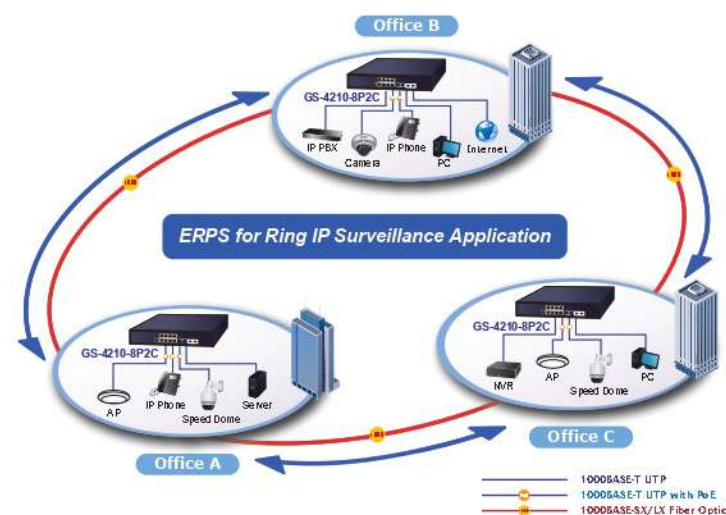 Office B
GS-4210-8P2C
IP PBX
Camera
IP Phone
PC
Internet
ERPS for Ring IP Surveillance Application
GS-4210-8P2C
AP
IP Phone
Speed Dome
Server
Office A
GS-4210-8P2C
NVR
AP
Speed Dome
PC
Office C
1000BASE-T UTP
1000BASE-T UTP with PoE
1000BASE-SX/LX Fiber Optic